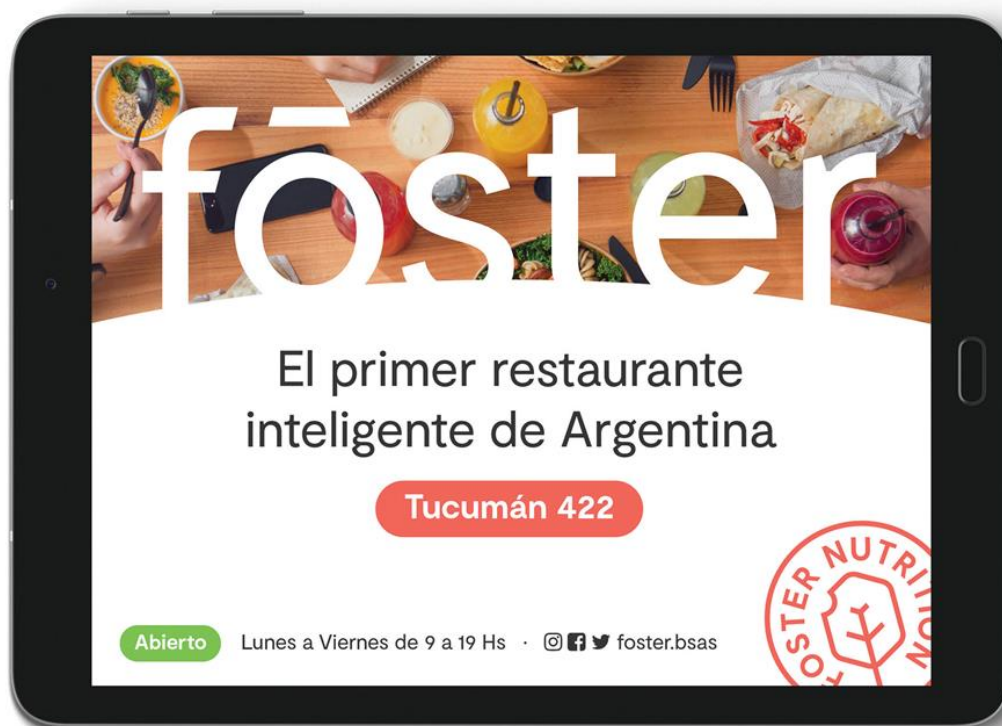 fōster
El primer restaurante
inteligente de Argentina
Tucumán 422
Abierto Lunes a Viernes de 9 a 19 Hs · foster.bsas
FOSTER NUTRITION